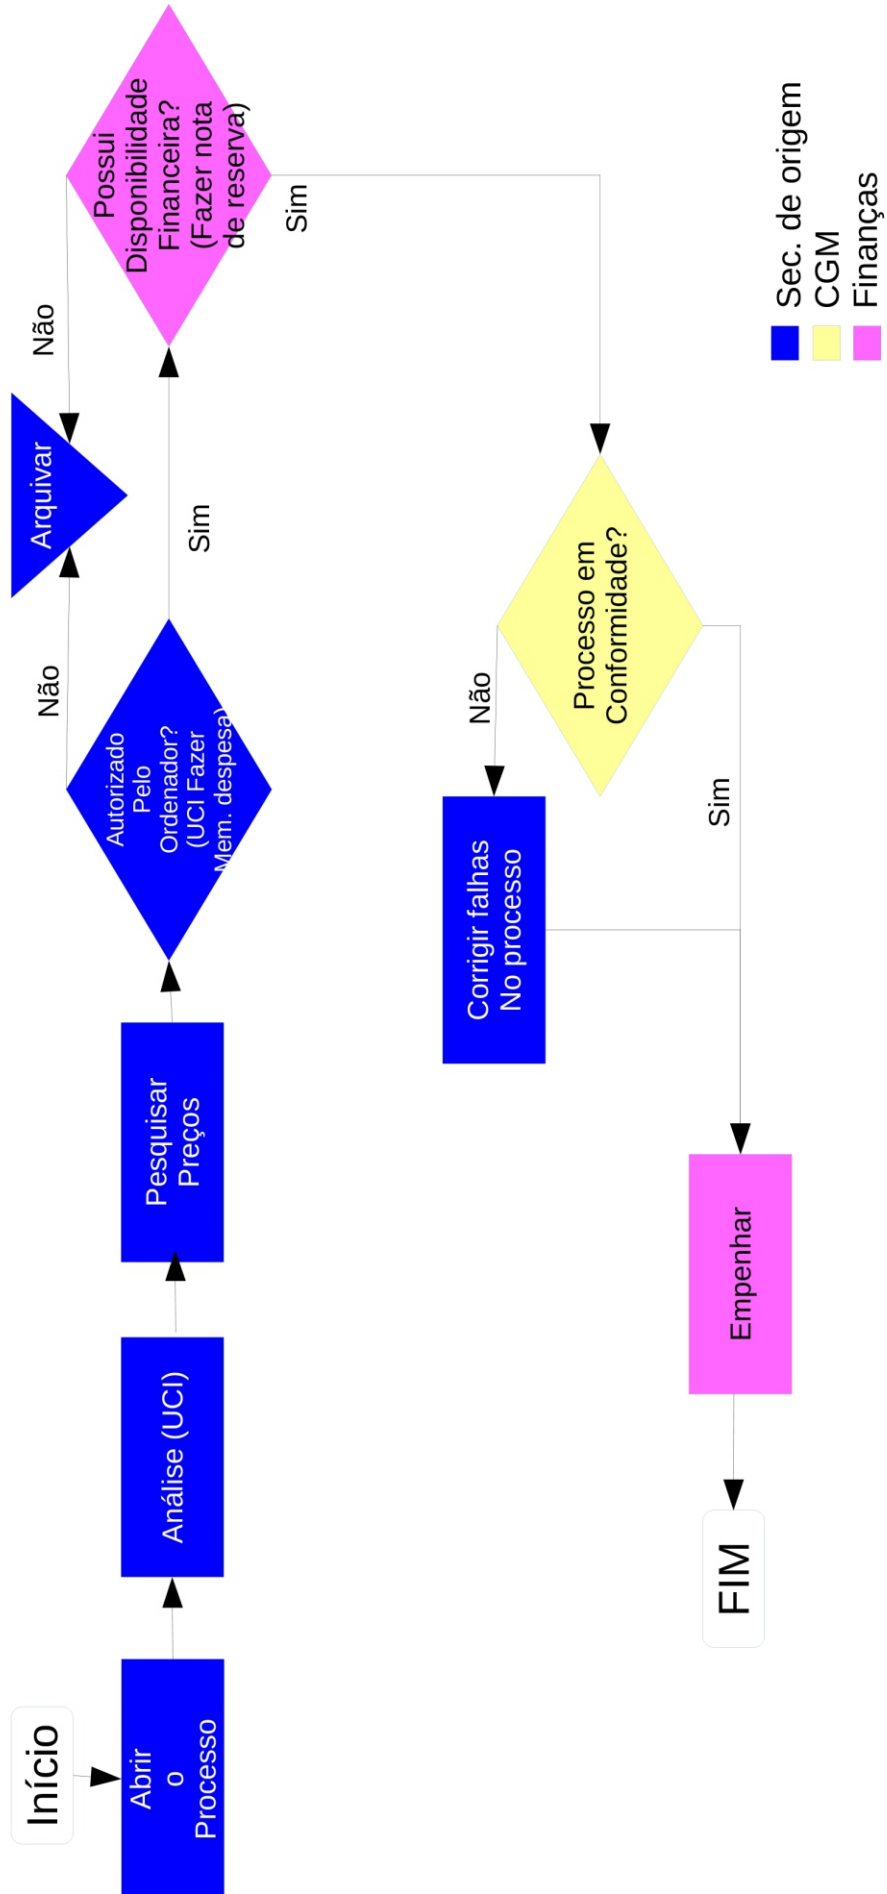 Início
Abrir
o
Processo
Análise (UCI)
Pesquisar
Preços
Autorizado
Pelo
Ordenador?
(UCI Fazer
Mem. despesa)
Não
Arquivar
Sim
Possui
Disponibilidade
Financeira?
(Fazer nota
de reserva)
Não
Sim
Processo em
Conformidade?
Não
Corrigir falhas
No processo
Sim
Empenhar
FIM
Sec. de origem
CGM
Finanças